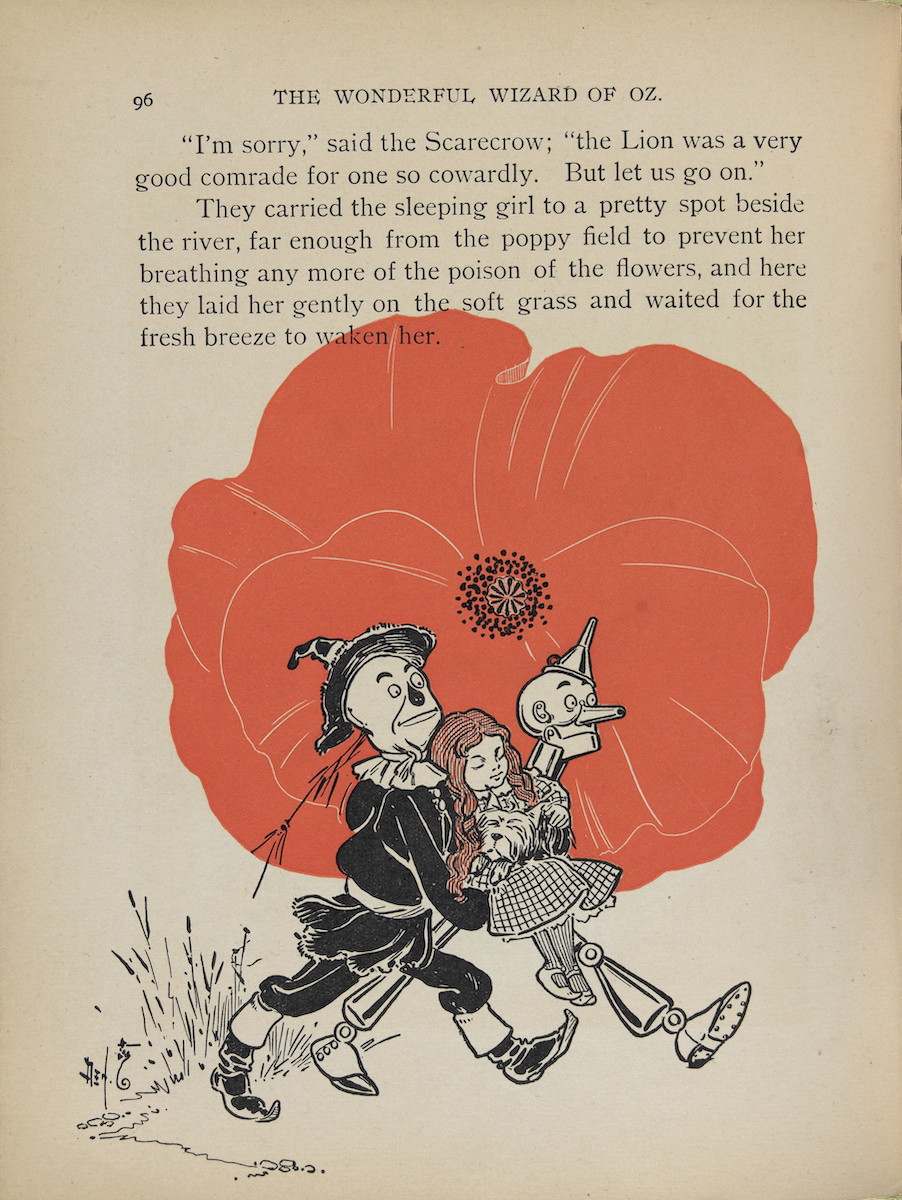 96 THE WONDERFUL WIZARD OF OZ.
"I'm sorry," said the Scarecrow; "the Lion was a very
good comrade for one so cowardly. But let us go on."
They carried the sleeping girl to a pretty spot beside
the river, far enough from the poppy field to prevent her
breathing any more of the poison of the flowers, and here
they laid her gently on the soft grass and waited for the
fresh breeze to waken her.